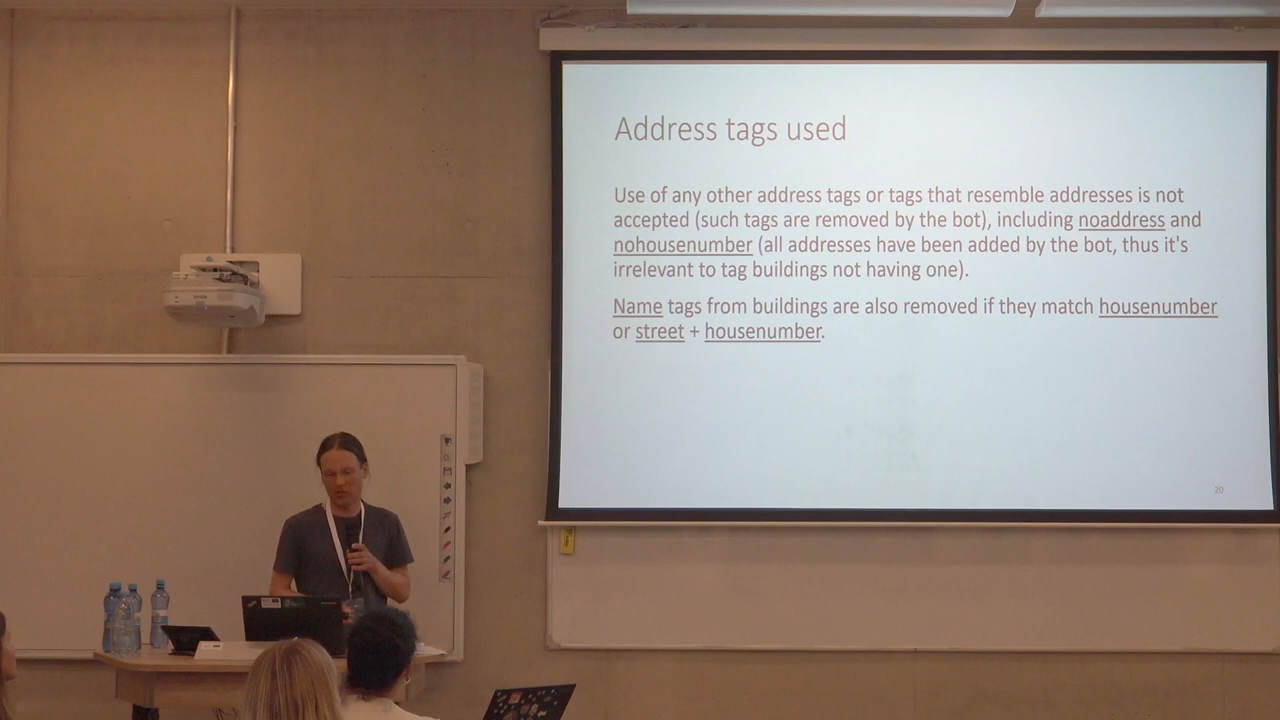 Address tags used
Use of any other address tags or tags that resemble addresses is not
accepted (such tags are removed by the bot), including noaddress and
nohousenumber (all addresses have been added by the bot, thus it's
irrelevant to tag buildings not having one).
Name tags from buildings are also removed if they match housenumber
or street + housenumber.
20
EPSON